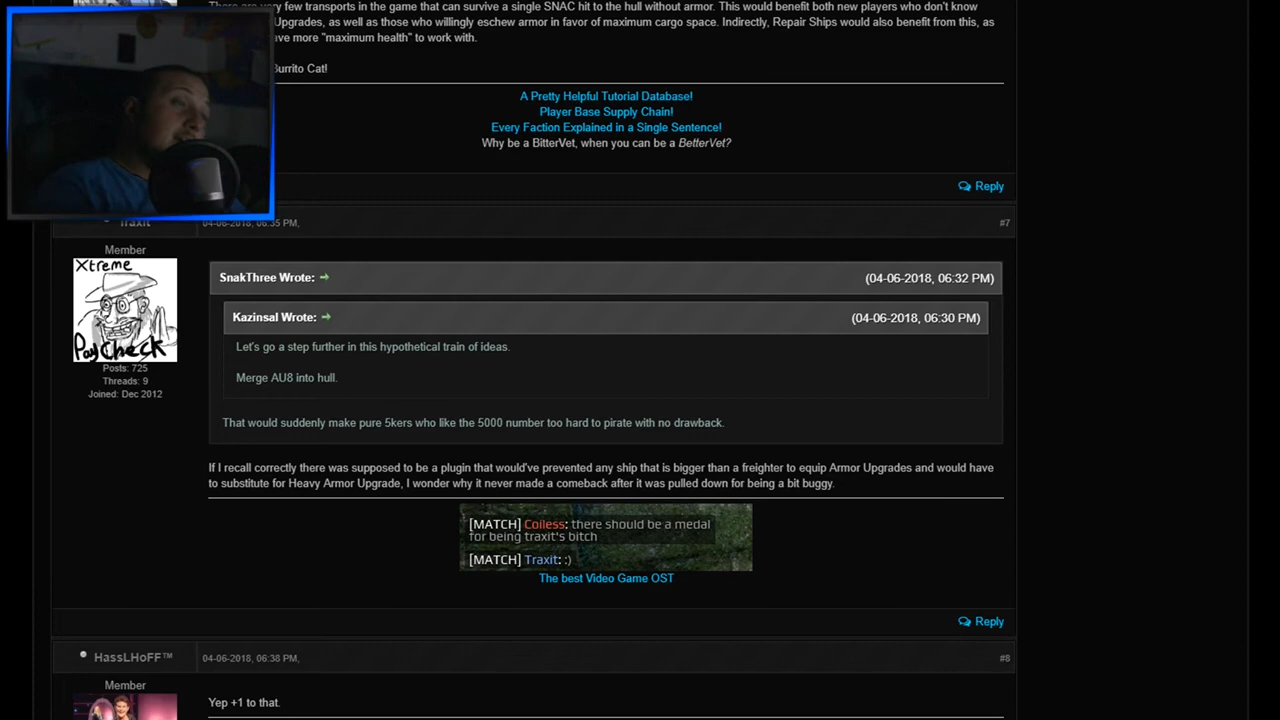 There are very few transports in the game that can survive a single SNAC hit to the hull without armor. This would benefit both new players who don't know
Upgrades, as well as those who willingly eschew armor in favor of maximum cargo space. Indirectly, Repair Ships would also benefit from this, as
more "maximum health" to work with.
Burrito Cat!
A Pretty Helpful Tutorial Database!
Player Base Supply Chain!
Every Faction Explained in a Single Sentence!
Why be a BitterVet, when you can be a BetterVet?
Reply
Traxit
04-06-2018, 06:35 PM,
#7
Member
Xtreme
PayCheck
Posts: 725
Threads: 9
Joined: Dec 2012
SnakThree Wrote:
(04-06-2018, 06:32 PM)
Kazinsal Wrote:
(04-06-2018, 06:30 PM)
Let's go a step further in this hypothetical train of ideas.
Merge AU8 into hull.
That would suddenly make pure 5kers who like the 5000 number too hard to pirate with no drawback.
If I recall correctly there was supposed to be a plugin that would've prevented any ship that is bigger than a freighter to equip Armor Upgrades and would have
to substitute for Heavy Armor Upgrade, I wonder why it never made a comeback after it was pulled down for being a bit buggy.
[MATCH] Coiless: there should be a medal
for being traxit's bitch
[MATCH] Traxit: :)
The best Video Game OST
Reply
HassLHoFF™
04-06-2018, 06:38 PM,
#8
Member
Yep +1 to that.